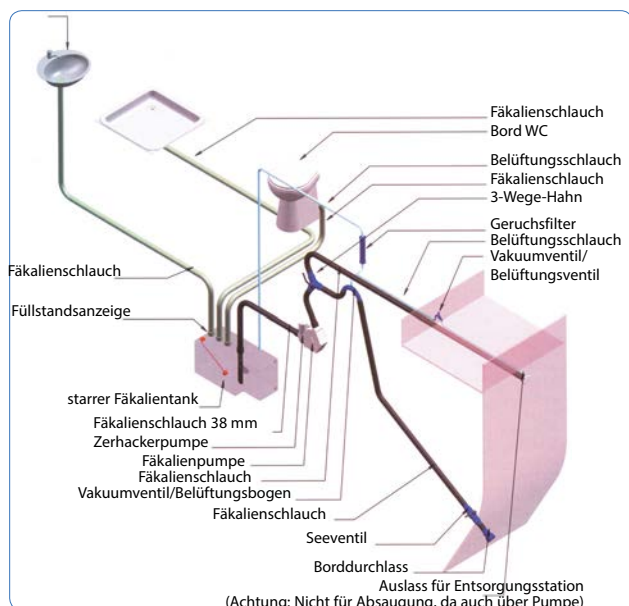 Fäkalienschlauch
Bord WC
Belüftungsschlauch
Fäkalienschlauch
3-Wege-Hahn
Geruchsfilter
Belüftungsschlauch
Vakuumventil/
Belüftungsventil
Fäkalienschlauch
Füllstandsanzeige
starrer Fäkalientank
Fäkalienschlauch 38 mm
Zerhackerpumpe
Fäkalienpumpe
Fäkalienschlauch
Vakuumventil/Belüftungsbogen
Fäkalienschlauch
Seeventil
Borddurchlass
Auslass für Entsorgungsstation
(Achtung: Nicht für Absaugung, da auch über Pumpe)